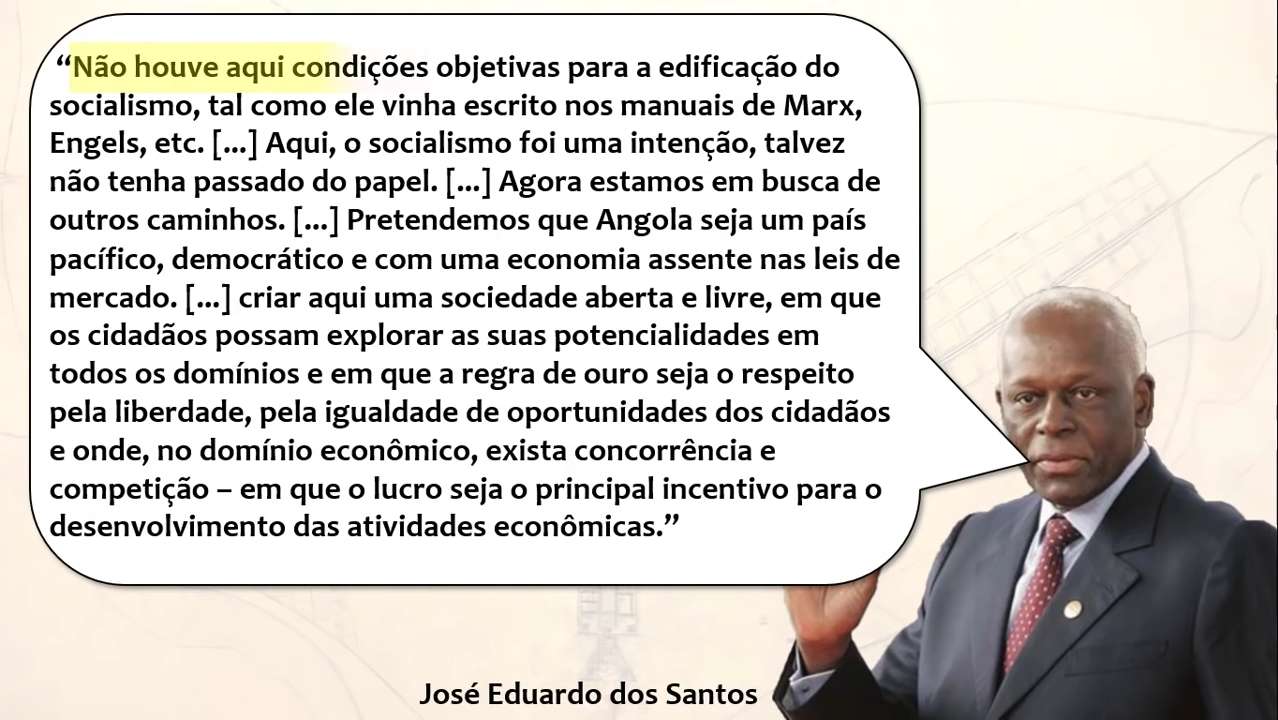 “Não houve aqui condições objetivas para a edificação do
socialismo, tal como ele vinha escrito nos manuais de Marx,
Engels, etc. [...] Aqui, o socialismo foi uma intenção, talvez
não tenha passado do papel. [...] Agora estamos em busca de
outros caminhos. [...] Pretendemos que Angola seja um país
pacífico, democrático e com uma economia assente nas leis de
mercado. [...] criar aqui uma sociedade aberta e livre, em que
os cidadãos possam explorar as suas potencialidades em
todos os domínios e em que a regra de ouro seja o respeito
pela liberdade, pela igualdade de oportunidades dos cidadãos
e onde, no domínio econômico, exista concorrência e
competição – em que o lucro seja o principal incentivo para o
desenvolvimento das atividades econômicas.”
José Eduardo dos Santos